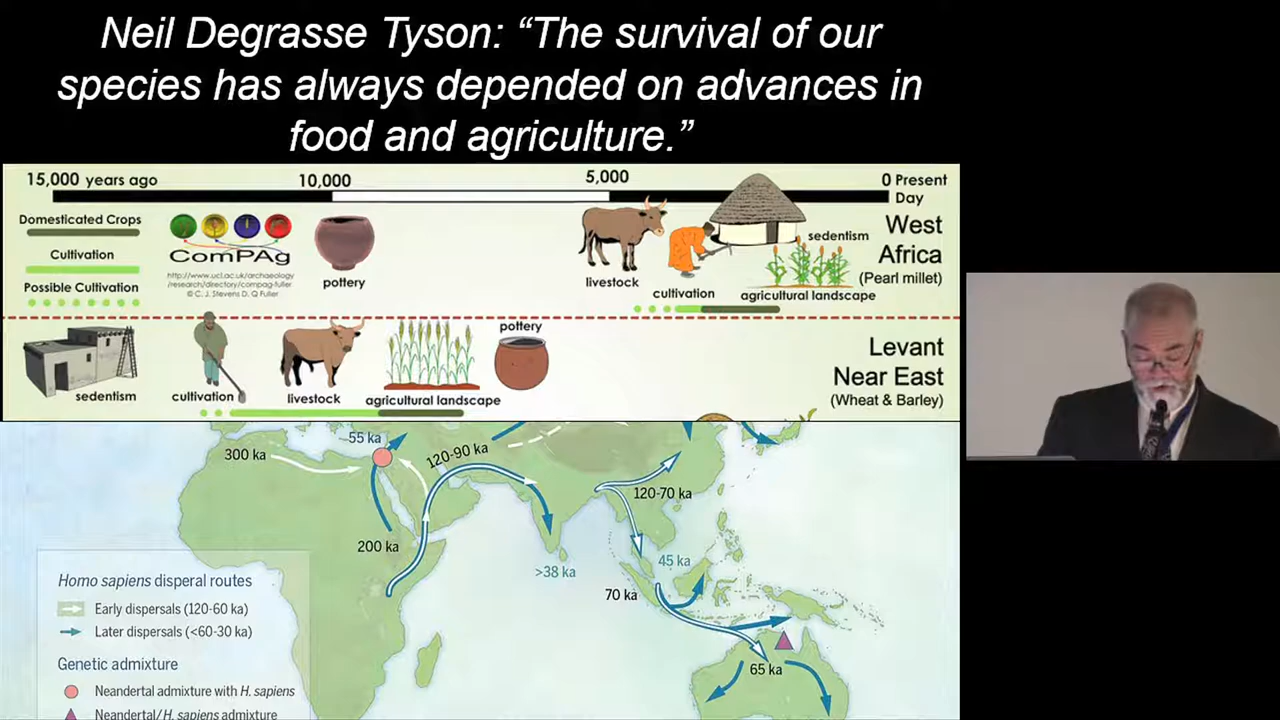 Neil Degrasse Tyson: “The survival of our
species has always depended on advances in
food and agriculture.”
15,000 years ago
10,000
5,000
0 Present
Day
Domesticated Crops
Cultivation
Possible Cultivation
ComPAg
http://www.ucl.ac.uk/archaeology
/research/directory/compag-fuller
© C. J. Stevens D. Q Fuller
pottery
livestock
cultivation
sedentism
agricultural landscape
West
Africa
(Pearl millet)
sedentism
cultivation
livestock
agricultural landscape
pottery
Levant
Near East
(Wheat & Barley)
300 ka
55 ka
120-90 ka
120-70 ka
200 ka
>38 ka
45 ka
70 ka
65 ka
Homo sapiens disperal routes
Early dispersals (120-60 ka)
Later dispersals (<60-30 ka)
Genetic admixture
Neandertal admixture with H. sapiens
Neandertal/H. sapiens admixture